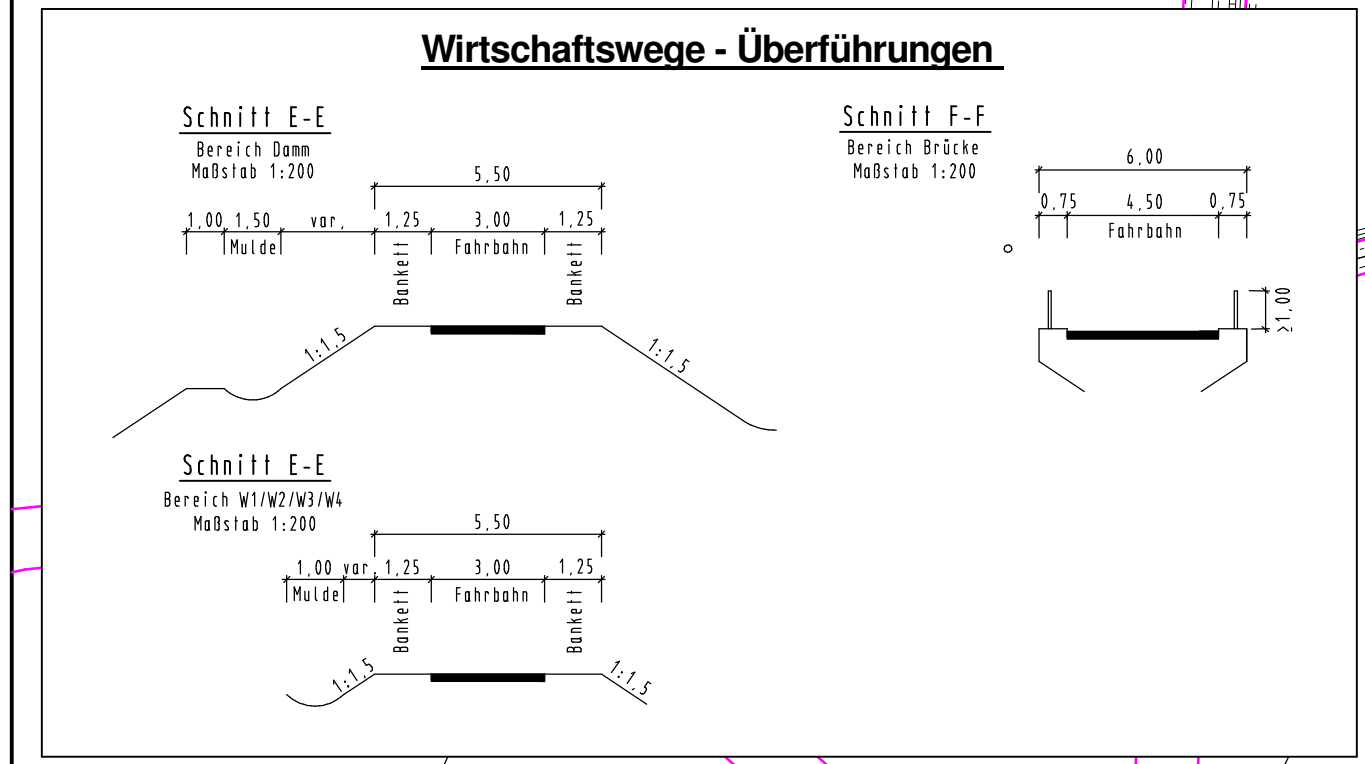 Wirtschaftswege - Überführungen
Schnitt E-E
Bereich Damm
Maßstab 1:200
5,50
1,00 1,50 var. 1,25 3,00 1,25
Mulde Fahrbahn
Bankett Bankett
1:1,5 1:1,5
Schnitt F-F
Bereich Brücke
Maßstab 1:200
6,00
0,75 4,50 0,75
Fahrbahn
≥1,00
Schnitt E-E
Bereich W1/W2/W3/W4
Maßstab 1:200
5,50
1,00 var. 1,25 3,00 1,25
Mulde Fahrbahn
Bankett Bankett
1:1,5 1:1,5